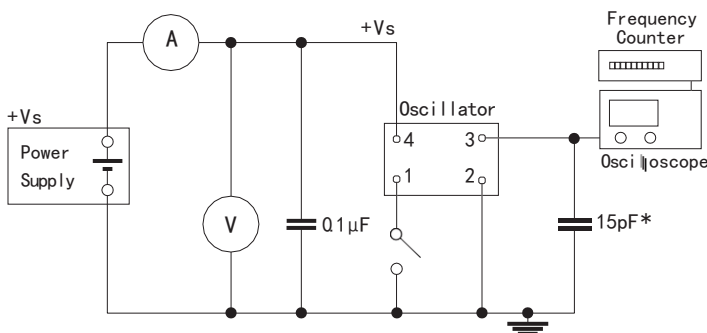 Frequency
Counter
+Vs
A
Oscillator
+Vs
4
3
Power
Supply
1
2
Oscilloscope
V
0.1μF
15pF*